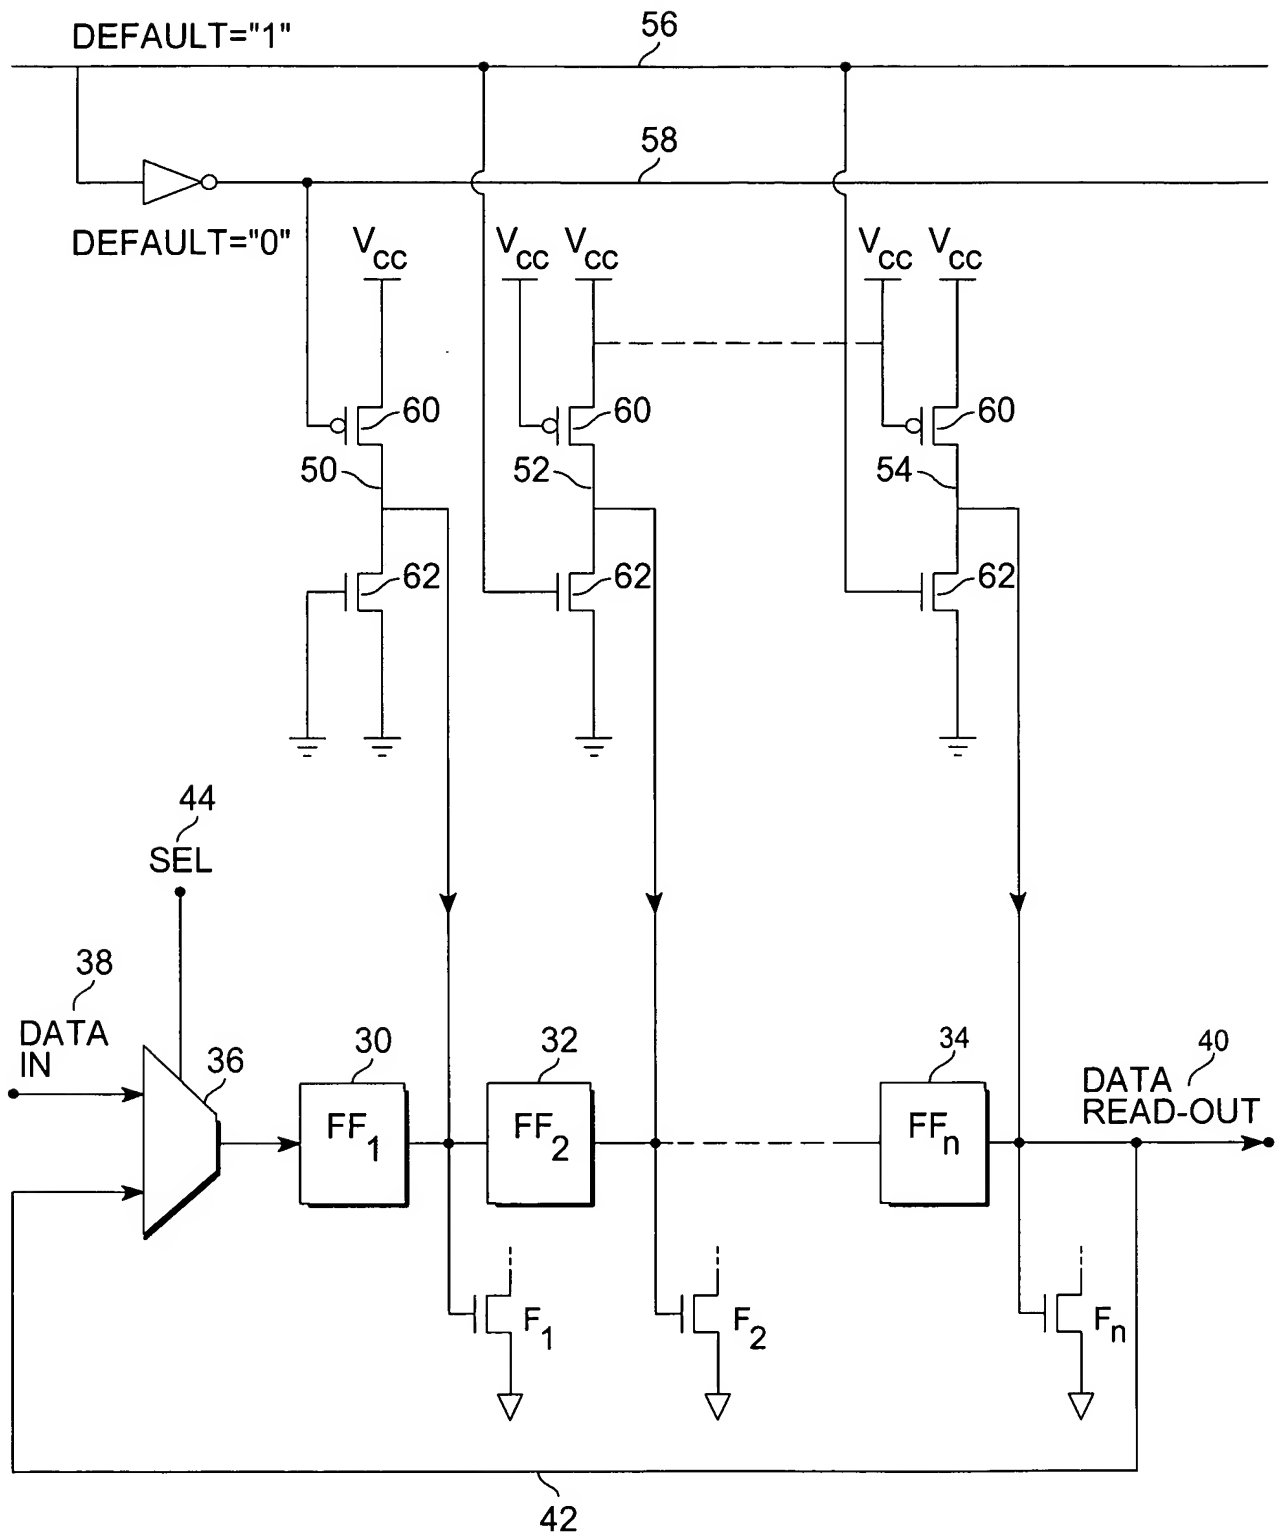 DEFAULT="1"
56
58
DEFAULT="0"
VCC
VCC
VCC
VCC
VCC
60
60
60
50
52
54
62
62
62
44
SEL
38
DATA
IN
36
30
FF1
32
FF2
34
FFn
40
DATA
READ-OUT
F1
F2
Fn
42